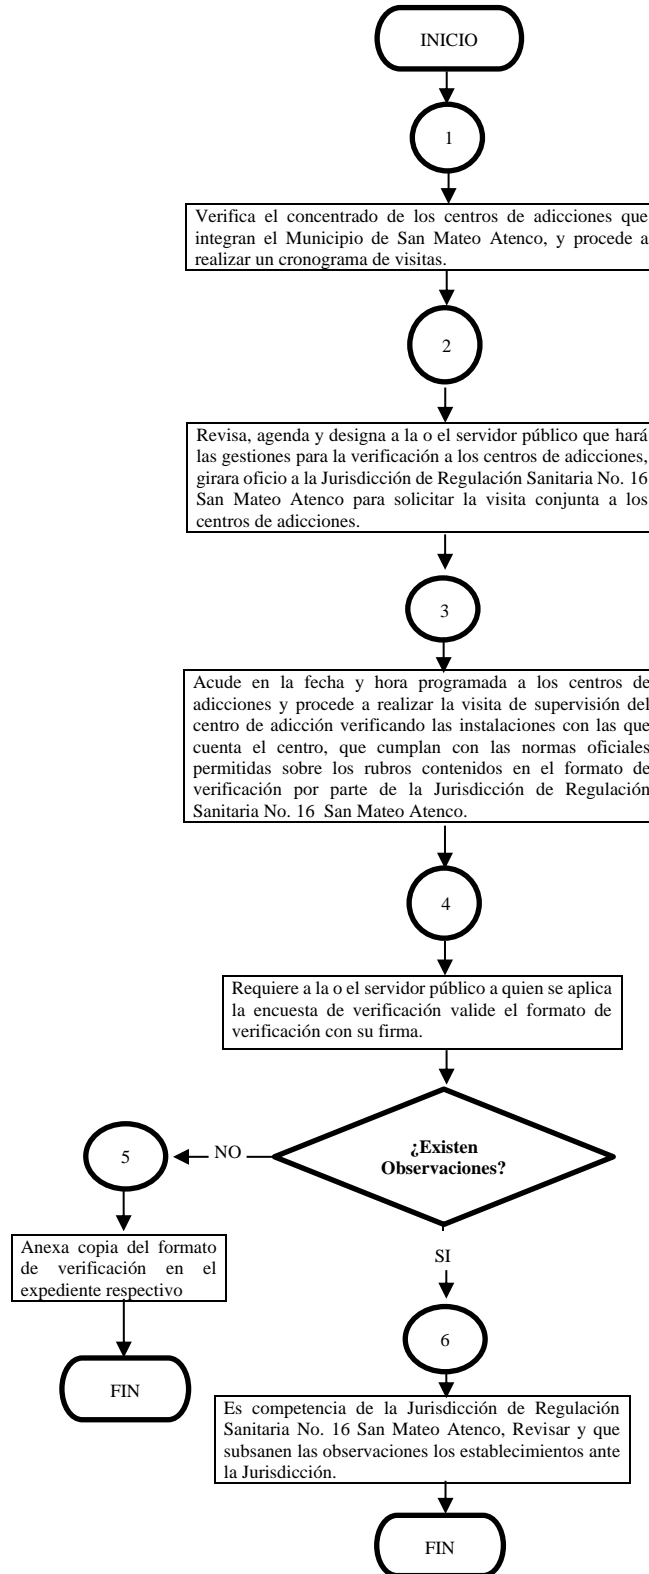 INICIO
1
Verifica el concentrado de los centros de adicciones que
integran el Municipio de San Mateo Atenco, y procede a
realizar un cronograma de visitas.
2
Revisa, agenda y designa a la o el servidor público que hará
las gestiones para la verificación a los centros de adicciones,
girara oficio a la Jurisdicción de Regulación Sanitaria No. 16
San Mateo Atenco para solicitar la visita conjunta a los
centros de adicciones.
3
Acude en la fecha y hora programada a los centros de
adicciones y procede a realizar la visita de supervisión del
centro de adicción verificando las instalaciones con las que
cuenta el centro, que cumplan con las normas oficiales
permitidas sobre los rubros contenidos en el formato de
verificación por parte de la Jurisdicción de Regulación
Sanitaria No. 16 San Mateo Atenco.
4
Requiere a la o el servidor público a quien se aplica
la encuesta de verificación valide el formato de
verificación con su firma.
¿Existen
Observaciones?
NO
5
Anexa copia del formato
de verificación en el
expediente respectivo
FIN
SI
6
Es competencia de la Jurisdicción de Regulación
Sanitaria No. 16 San Mateo Atenco, Revisar y que
subsanen las observaciones los establecimientos ante
la Jurisdicción.
FIN